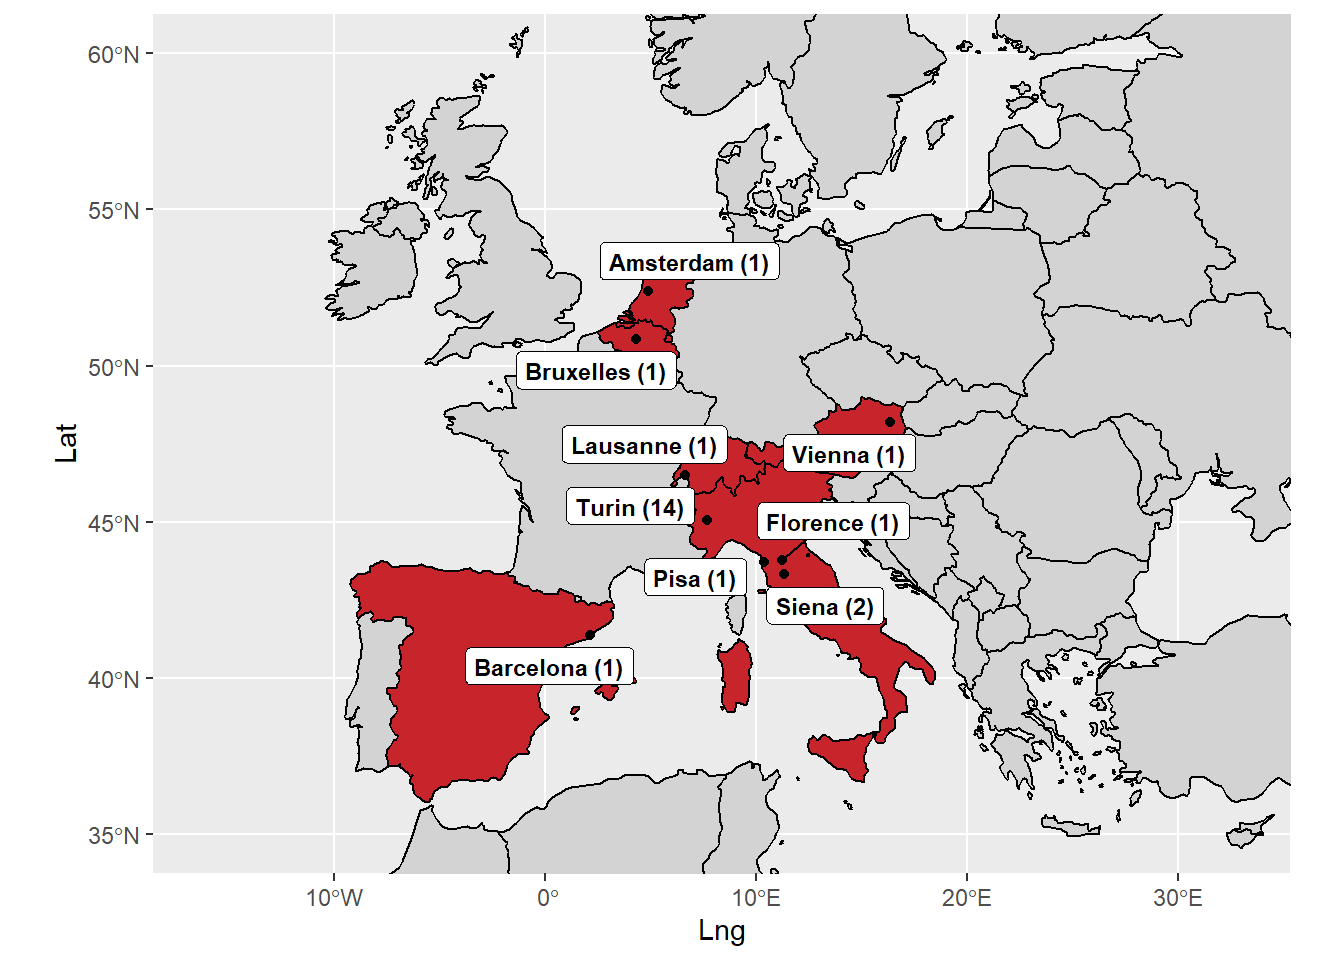 60°N
55°N
50°N
45°N
40°N
35°N
Lat
Amsterdam (1)
Bruxelles (1)
Lausanne (1)
Vienna (1)
Turin (14)
Florence (1)
Pisa (1)
Siena (2)
Barcelona (1)
10°W
0°
10°E
20°E
30°E
Lng